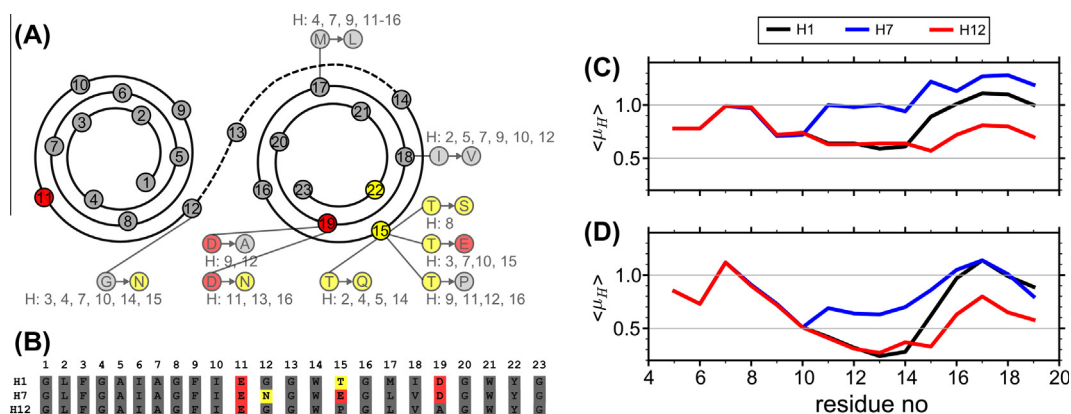 (A)
H: 4, 7, 9, 11-16
M L
10 6 9 3 2 7 5 1 11 4 8 12
13
17 14 21 20 18 16 23 22 19 15
H: 2, 5, 7, 9, 10, 12
I V
T S
H: 8
D A
H: 9, 12
T E
H: 3, 7,10, 15
G N
H: 3, 4, 7, 10, 14, 15
D N
H: 11, 13, 16
T Q
H: 2, 4, 5, 14
T P
H: 9, 11,12, 16
(B)
1 2 3 4 5 6 7 8 9 10 11 12 13 14 15 16 17 18 19 20 21 22 23
H1 G L F G A I A G F I E G G W T G M I D G W Y G
H7 G L F G A I A G F I E N G W E G L V D G W Y G
H12 G L F G A I A G F I E G G W P G L V A G W Y G
H1 H7 H12
(C)
<μH>
1.0
0.5
(D)
<μH>
1.0
0.5
4 6 8 10 12 14 16 18 20
residue no